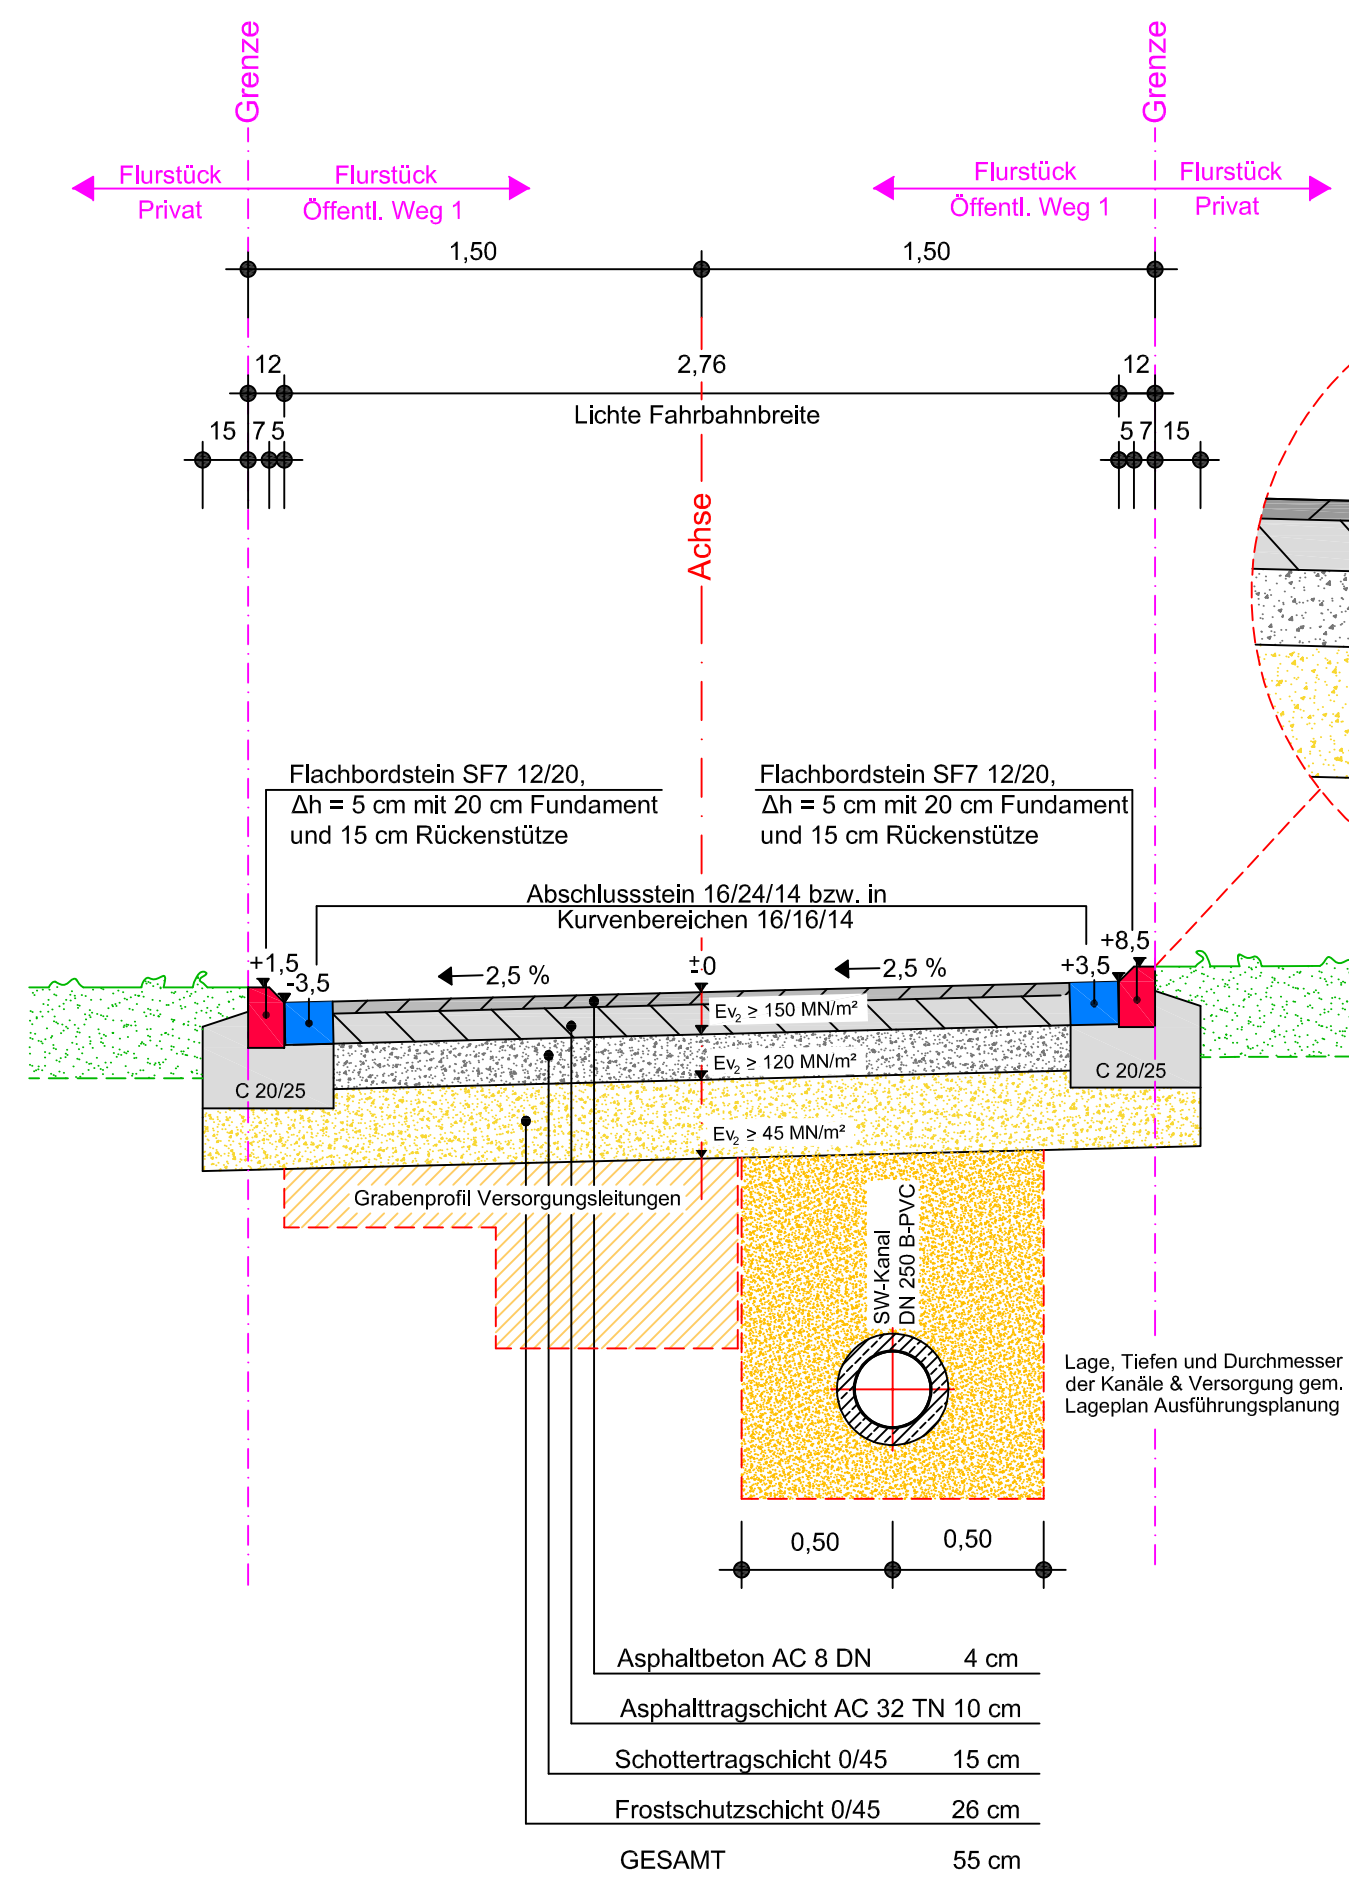 Grenze
Grenze
Flurstück
Privat
Flurstück
Öffentl. Weg 1
Flurstück
Öffentl. Weg 1
Flurstück
Privat
1,50
1,50
12
2,76
12
Lichte Fahrbahnbreite
15
7
5
5
7
15
Achse
Flachbordstein SF7 12/20,
Δh = 5 cm mit 20 cm Fundament
und 15 cm Rückenstütze
Flachbordstein SF7 12/20,
Δh = 5 cm mit 20 cm Fundament
und 15 cm Rückenstütze
Abschlussstein 16/24/14 bzw. in
Kurvenbereichen 16/16/14
+1,5
-3,5
2,5 %
±0
2,5 %
+3,5
+8,5
Ev₂ ≥ 150 MN/m²
Ev₂ ≥ 120 MN/m²
C 20/25
C 20/25
Ev₂ ≥ 45 MN/m²
Grabenprofil Versorgungsleitungen
SW-Kanal
DN 250 B-PVC
Lage, Tiefen und Durchmesser
der Kanäle & Versorgung gem.
Lageplan Ausführungsplanung
0,50
0,50
Asphaltbeton AC 8 DN 4 cm
Asphalttragschicht AC 32 TN 10 cm
Schottertragschicht 0/45 15 cm
Frostschutzschicht 0/45 26 cm
GESAMT 55 cm